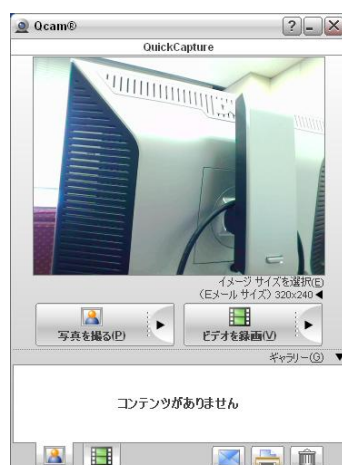 Qcam®
QuickCapture
イメージ サイズを選択(E)
(Eメール サイズ) 320x240◀
写真を撮る(P)
ビデオを録画(V)
ギャラリー(G) ▼
コンテンツがありません